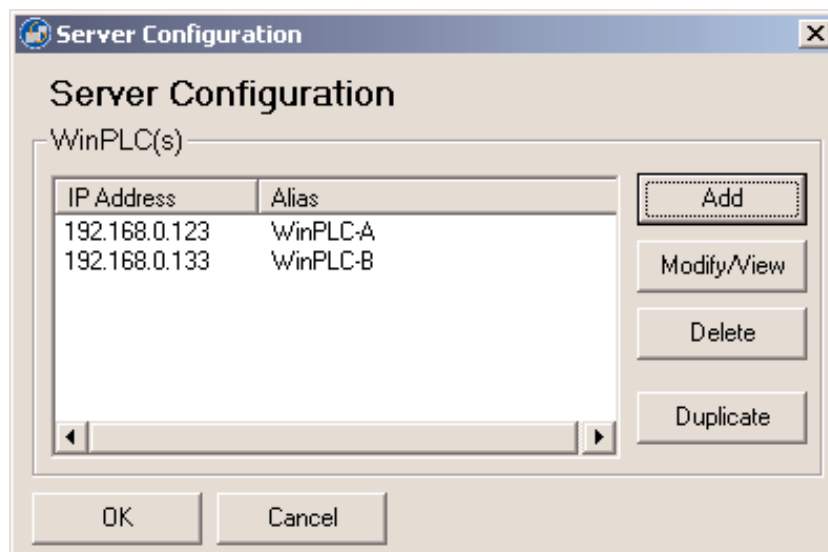 Server Configuration
Server Configuration
WinPLC(s)
IP Address Alias
192.168.0.123 WinPLC-A
192.168.0.133 WinPLC-B
Add
Modify/View
Delete
Duplicate
OK Cancel